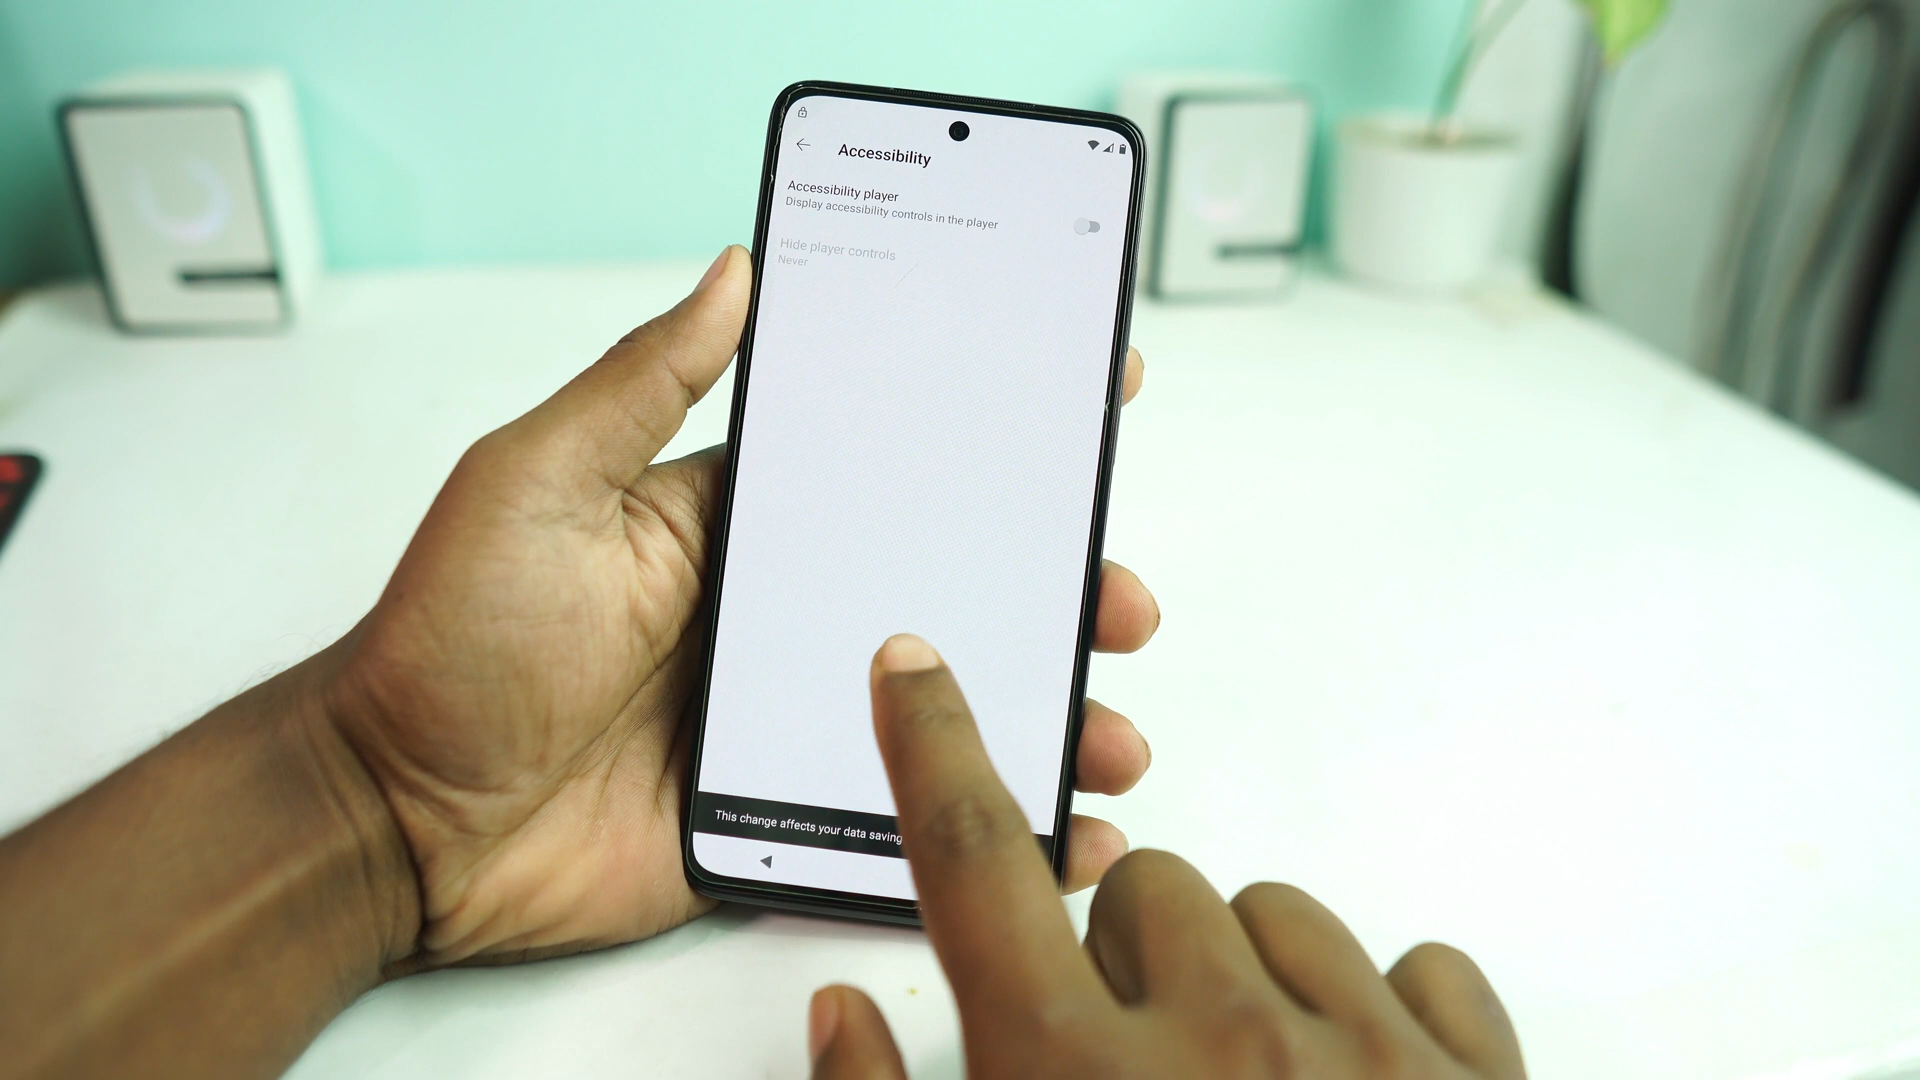 Accessibility
Accessibility player
Display accessibility controls in the player
Hide player controls
Never
This change affects your data saving